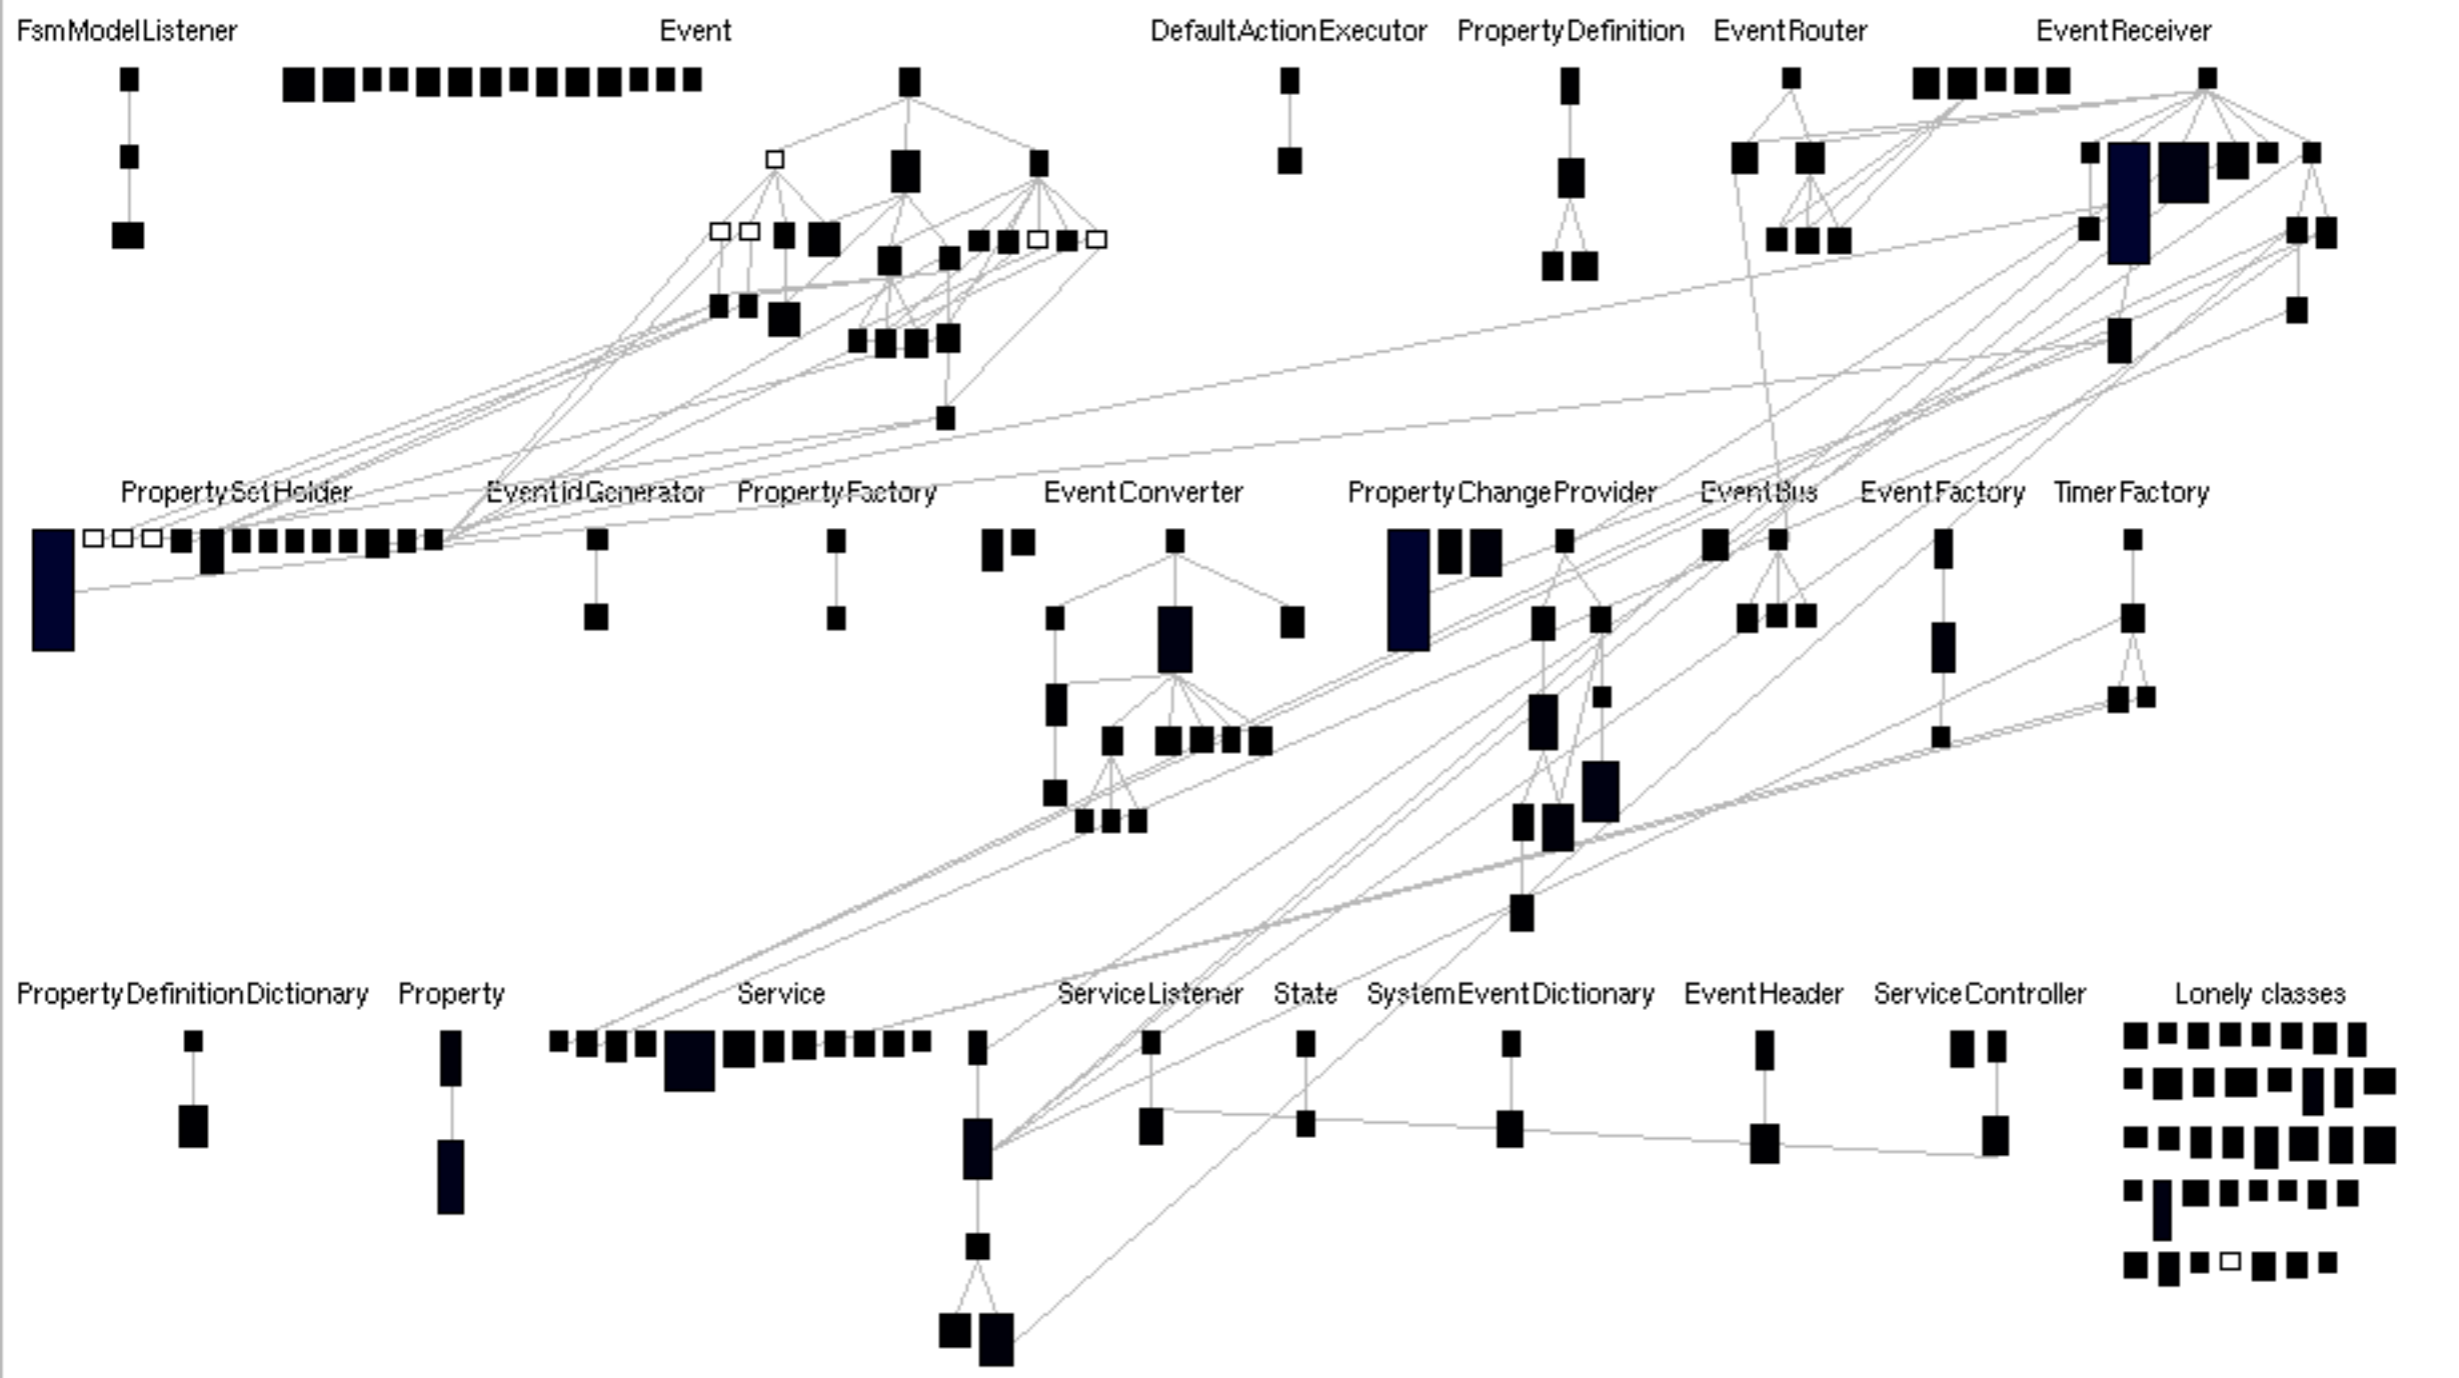 FsmModelListener Event DefaultActionExecutor PropertyDefinition EventRouter EventReceiver
PropertySetHolder EventIdGenerator PropertyFactory EventConverter PropertyChangeProvider EventBus EventFactory TimerFactory
PropertyDefinitionDictionary Property Service ServiceListener State SystemEventDictionary EventHeader ServiceController Lonely classes